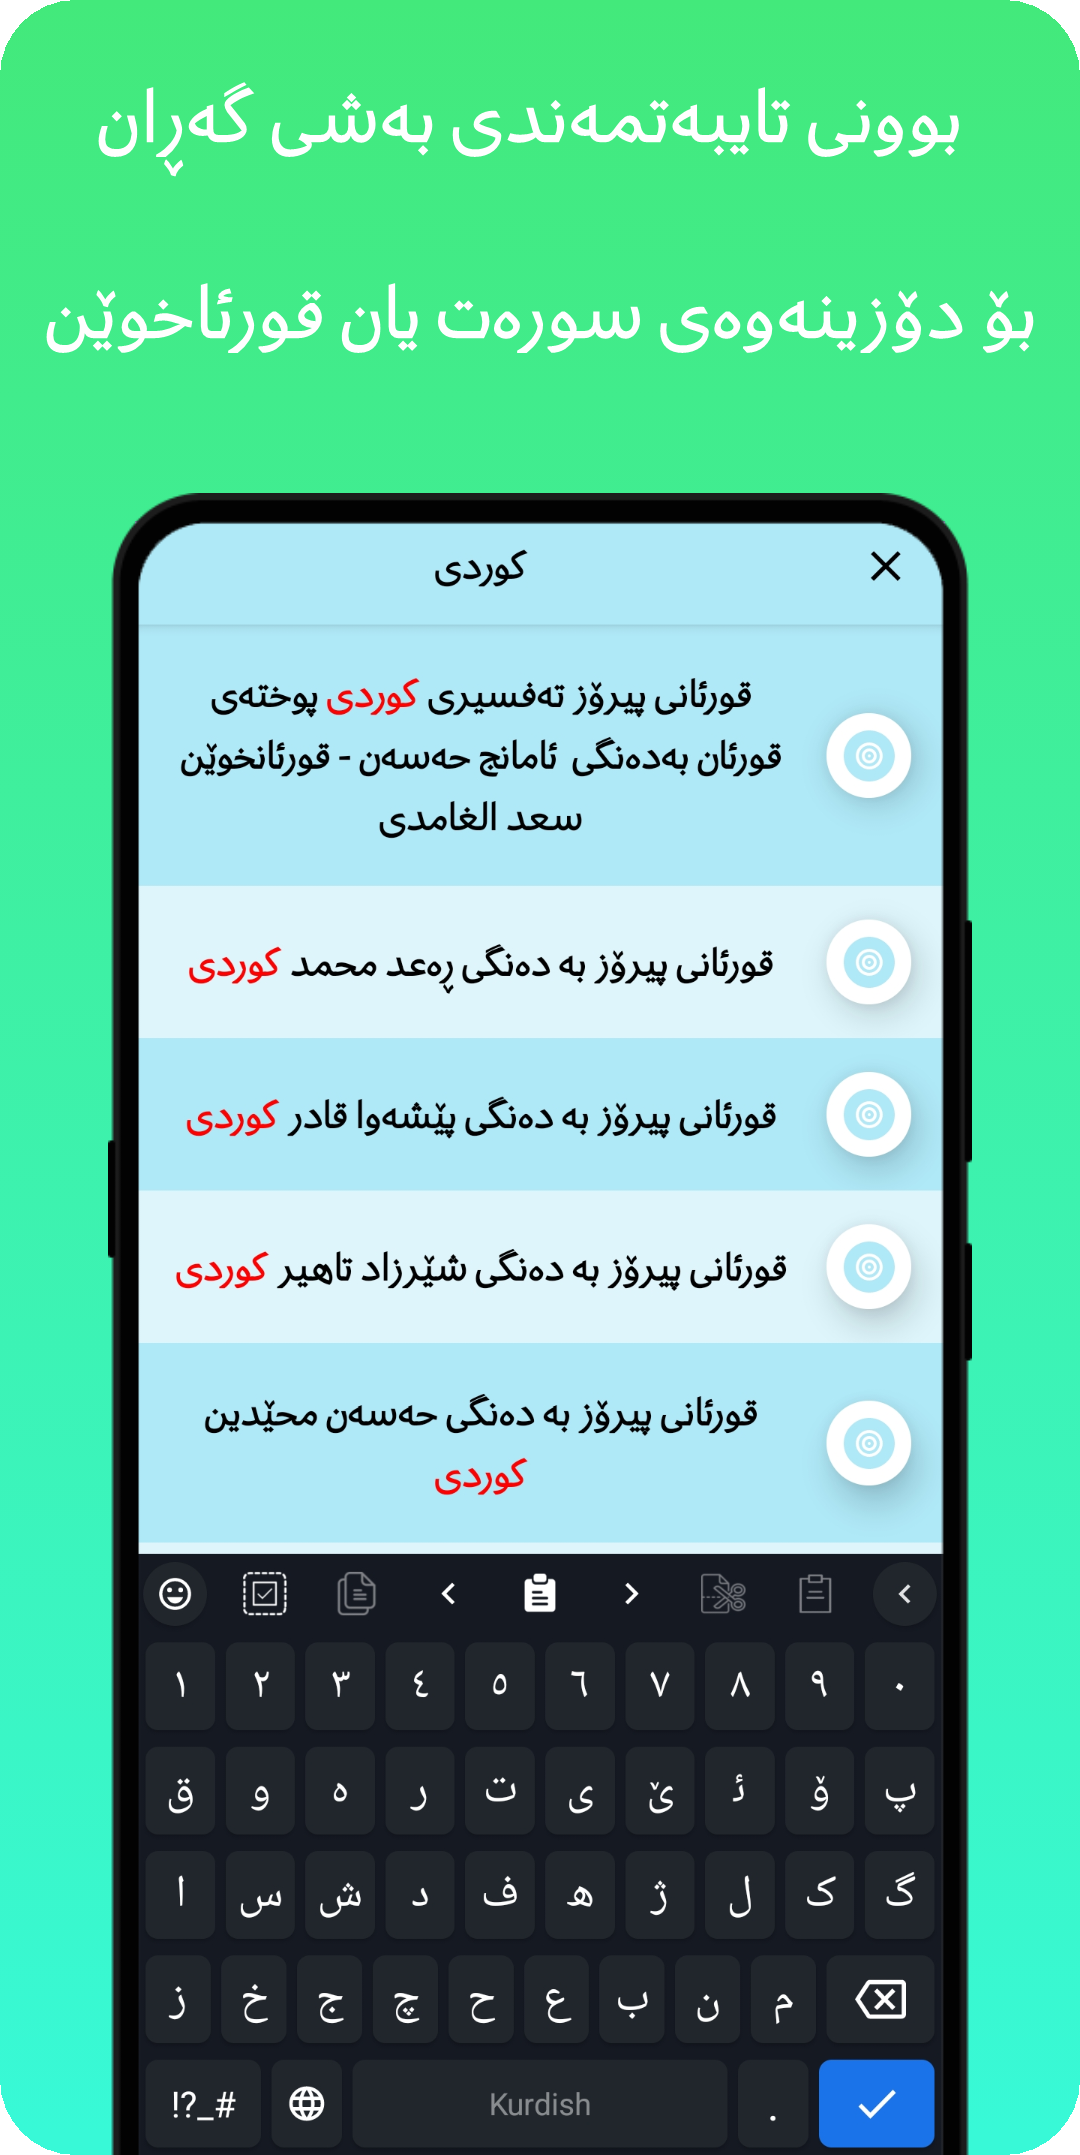 بوونی تایبەتمەندی بەشی گەڕان
بۆ دۆزینەوەی سورەت یان قورئاخوێن
کوردی
قورئانی پیرۆز تەفسیری کوردی پوختەی
قورئان بەدەنگی ئامانج حەسەن - قورئانخوێن
سعد الغامدی
قورئانی پیرۆز بە دەنگی ڕەعد محمد کوردی
قورئانی پیرۆز بە دەنگی پێشەوا قادر کوردی
قورئانی پیرۆز بە دەنگی شێرزاد تاهیر کوردی
قورئانی پیرۆز بە دەنگی حەسەن محێدین
کوردی
١ ٢ ٣ ٤ ٥ ٦ ٧ ٨ ٩ ٠
ق و ە ر ت ی ێ ئ ۆ پ
ا س ش د ف ھ ژ ل ک گ
ز خ ج چ ح ع ب ن م
!?_# Kurdish .